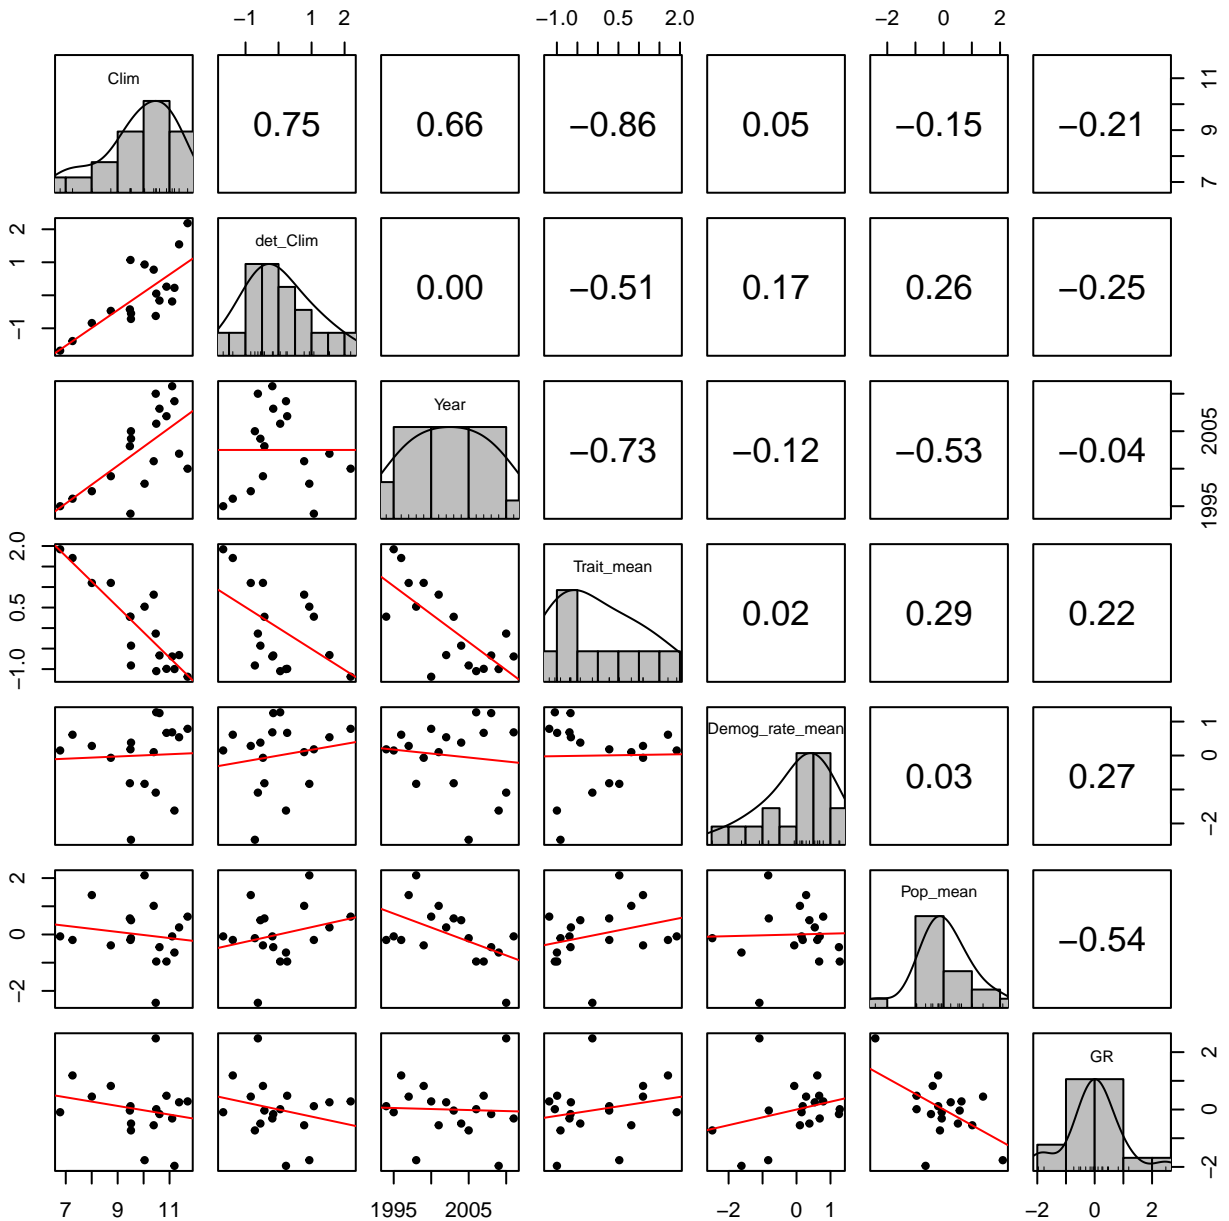 −1 1 2 −1.0 0.5 2.0 −2 0 2
Clim
0.75 0.66 −0.86 0.05 −0.15 −0.21
7 9 11
2 1 −1
det_Clim
0.00 −0.51 0.17 0.26 −0.25
Year
−0.73 −0.12 −0.53 −0.04
1995 2005
2.0 0.5 −1.0
Trait_mean
0.02 0.29 0.22
Demog_rate_mean
0.03 0.27
−2 0 1
2 0 −2
Pop_mean
−0.54
GR
−2 0 2
7 9 11 1995 2005 −2 0 1 −2 0 2